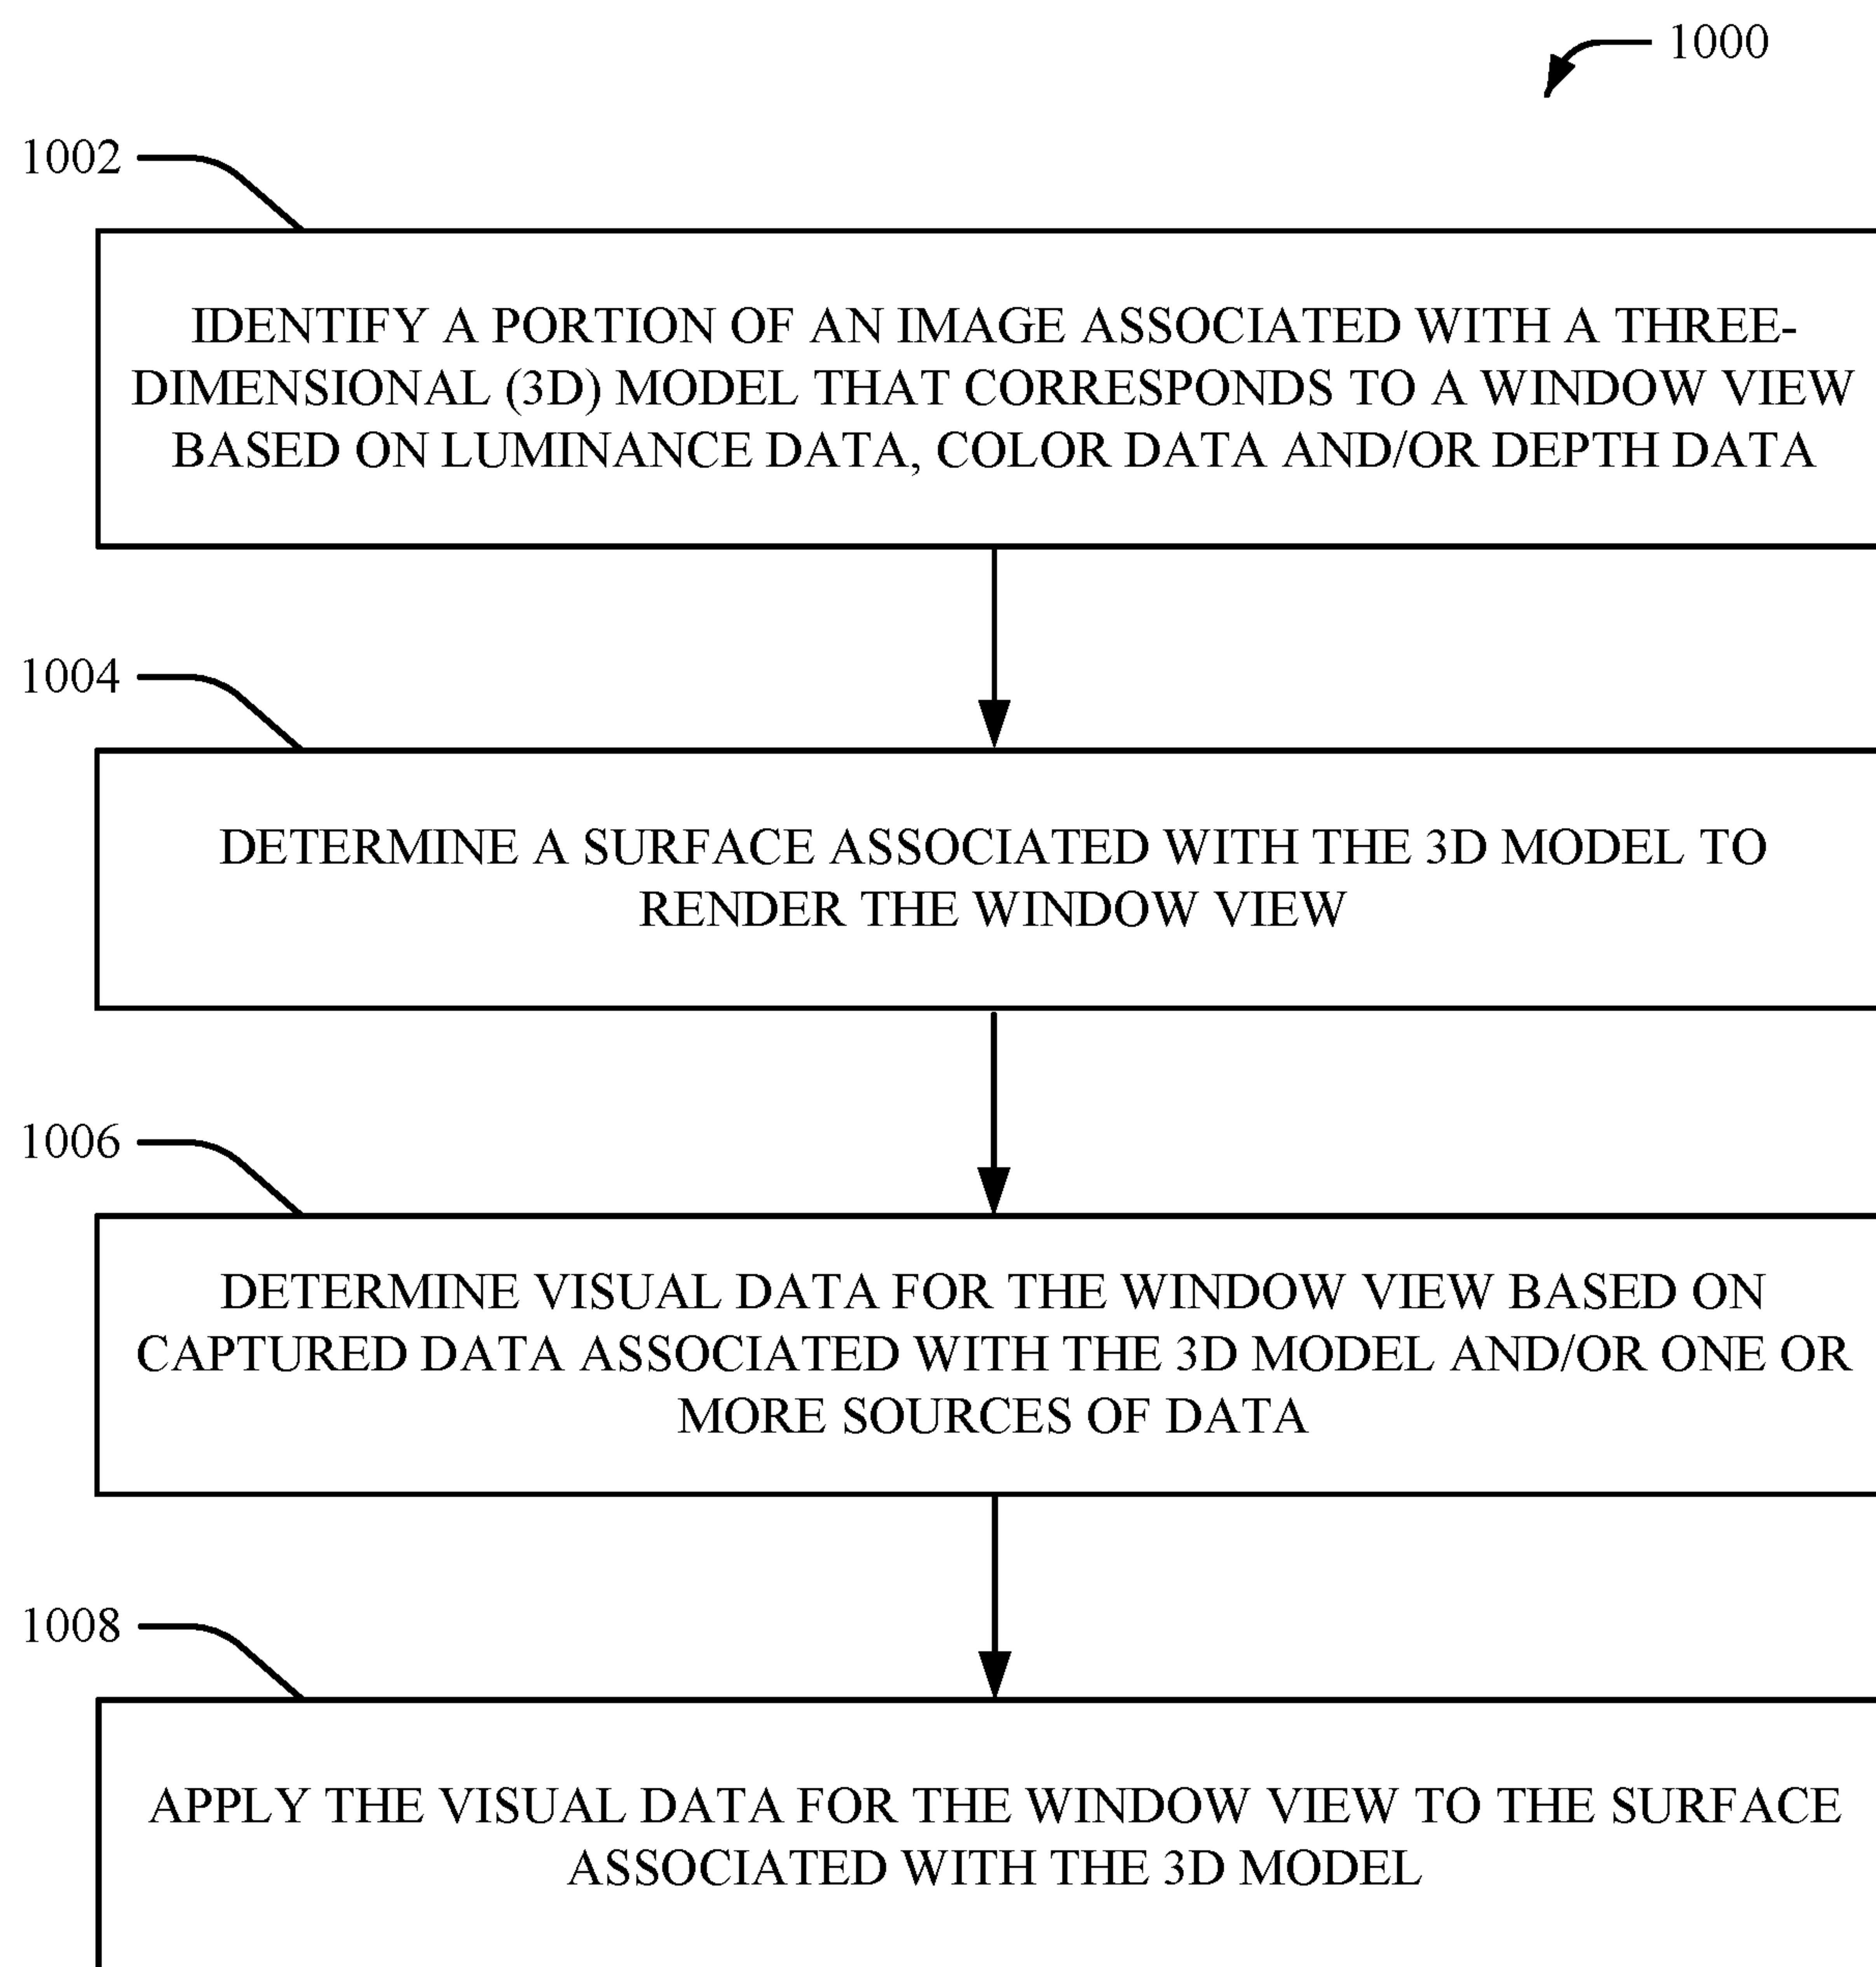 1000
1002
IDENTIFY A PORTION OF AN IMAGE ASSOCIATED WITH A THREE-
DIMENSIONAL (3D) MODEL THAT CORRESPONDS TO A WINDOW VIEW
BASED ON LUMINANCE DATA, COLOR DATA AND/OR DEPTH DATA
1004
DETERMINE A SURFACE ASSOCIATED WITH THE 3D MODEL TO
RENDER THE WINDOW VIEW
1006
DETERMINE VISUAL DATA FOR THE WINDOW VIEW BASED ON
CAPTURED DATA ASSOCIATED WITH THE 3D MODEL AND/OR ONE OR
MORE SOURCES OF DATA
1008
APPLY THE VISUAL DATA FOR THE WINDOW VIEW TO THE SURFACE
ASSOCIATED WITH THE 3D MODEL